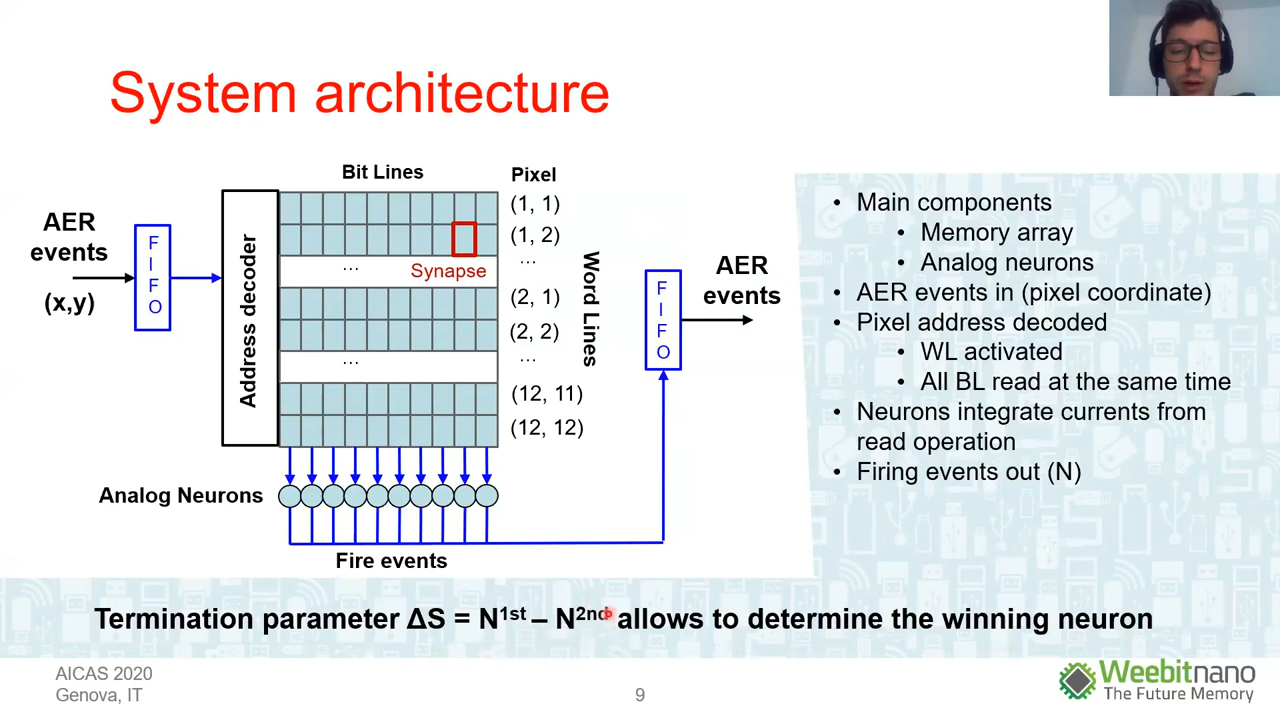 System architecture
Bit Lines
Pixel
AER
events
(x,y)
FIFO
Address decoder
(1, 1)
(1, 2)
...
Synapse
...
(2, 1)
(2, 2)
...
...
(12, 11)
(12, 12)
Word Lines
FIFO
AER
events
Analog Neurons
Fire events
• Main components
• Memory array
• Analog neurons
• AER events in (pixel coordinate)
• Pixel address decoded
• WL activated
• All BL read at the same time
• Neurons integrate currents from
read operation
• Firing events out (N)
Termination parameter ΔS = N1st – N2nd allows to determine the winning neuron
AICAS 2020
Genova, IT
9
Weebitnano
The Future Memory